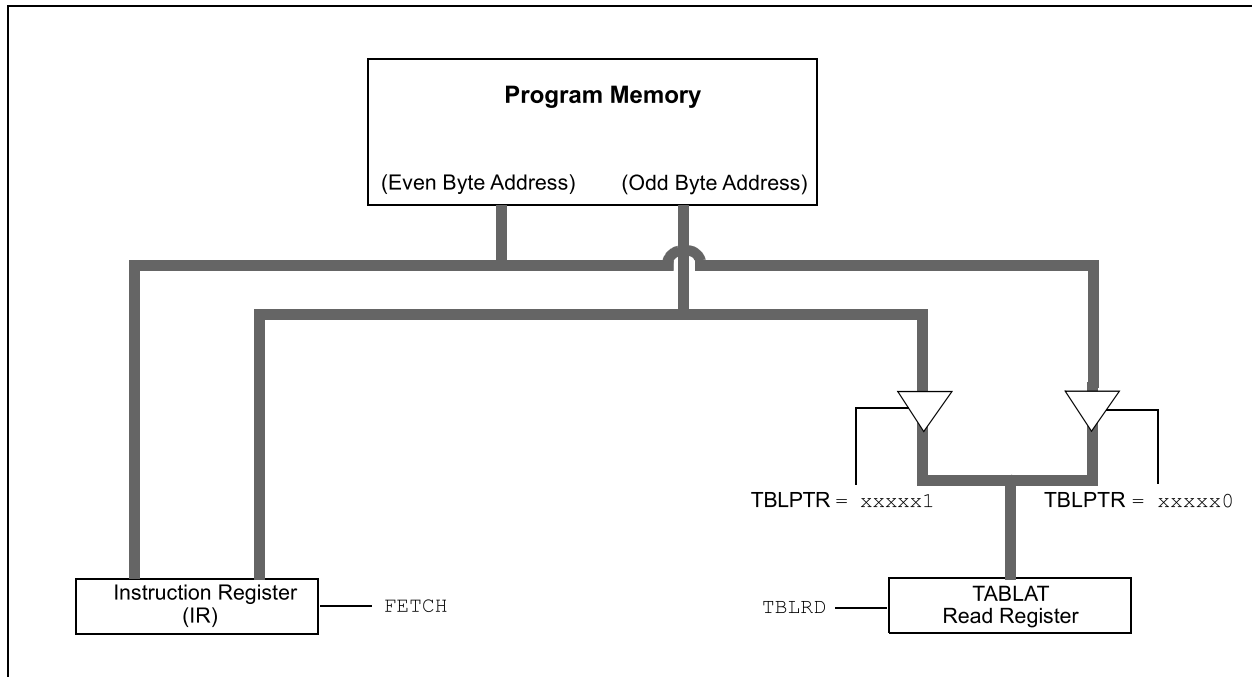 Program Memory
(Even Byte Address) (Odd Byte Address)
TBLPTR = xxxxx1
TBLPTR = xxxxx0
Instruction Register
(IR)
FETCH
TBLRD
TABLAT
Read Register